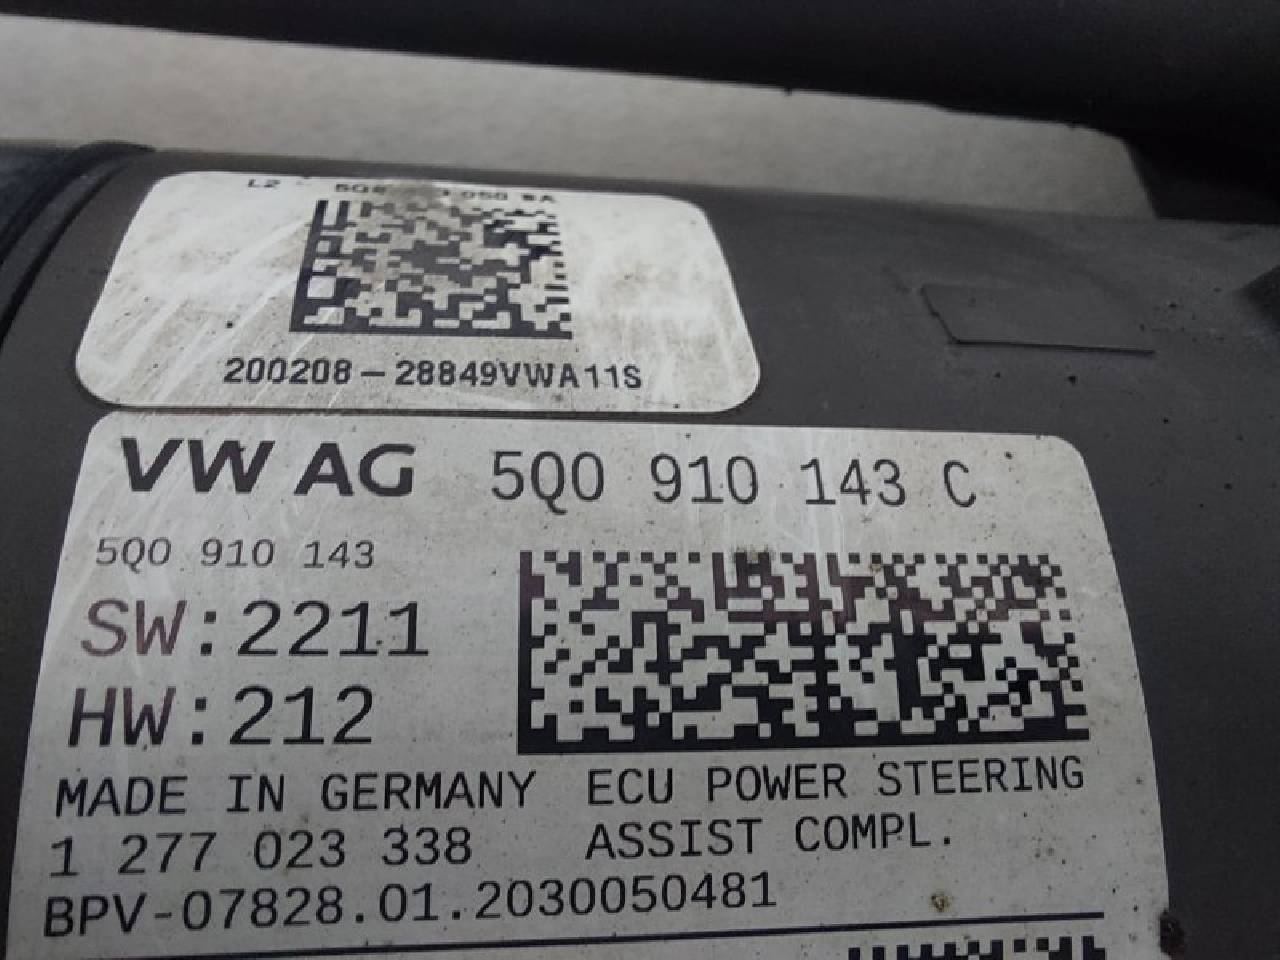 L2
200208-28849VWA11S
VW AG 5Q0 910 143 C
5Q0 910 143
SW:2211
HW:212
MADE IN GERMANY ECU POWER STEERING
1 277 023 338 ASSIST COMPL.
BPV-07828.01.2030050481